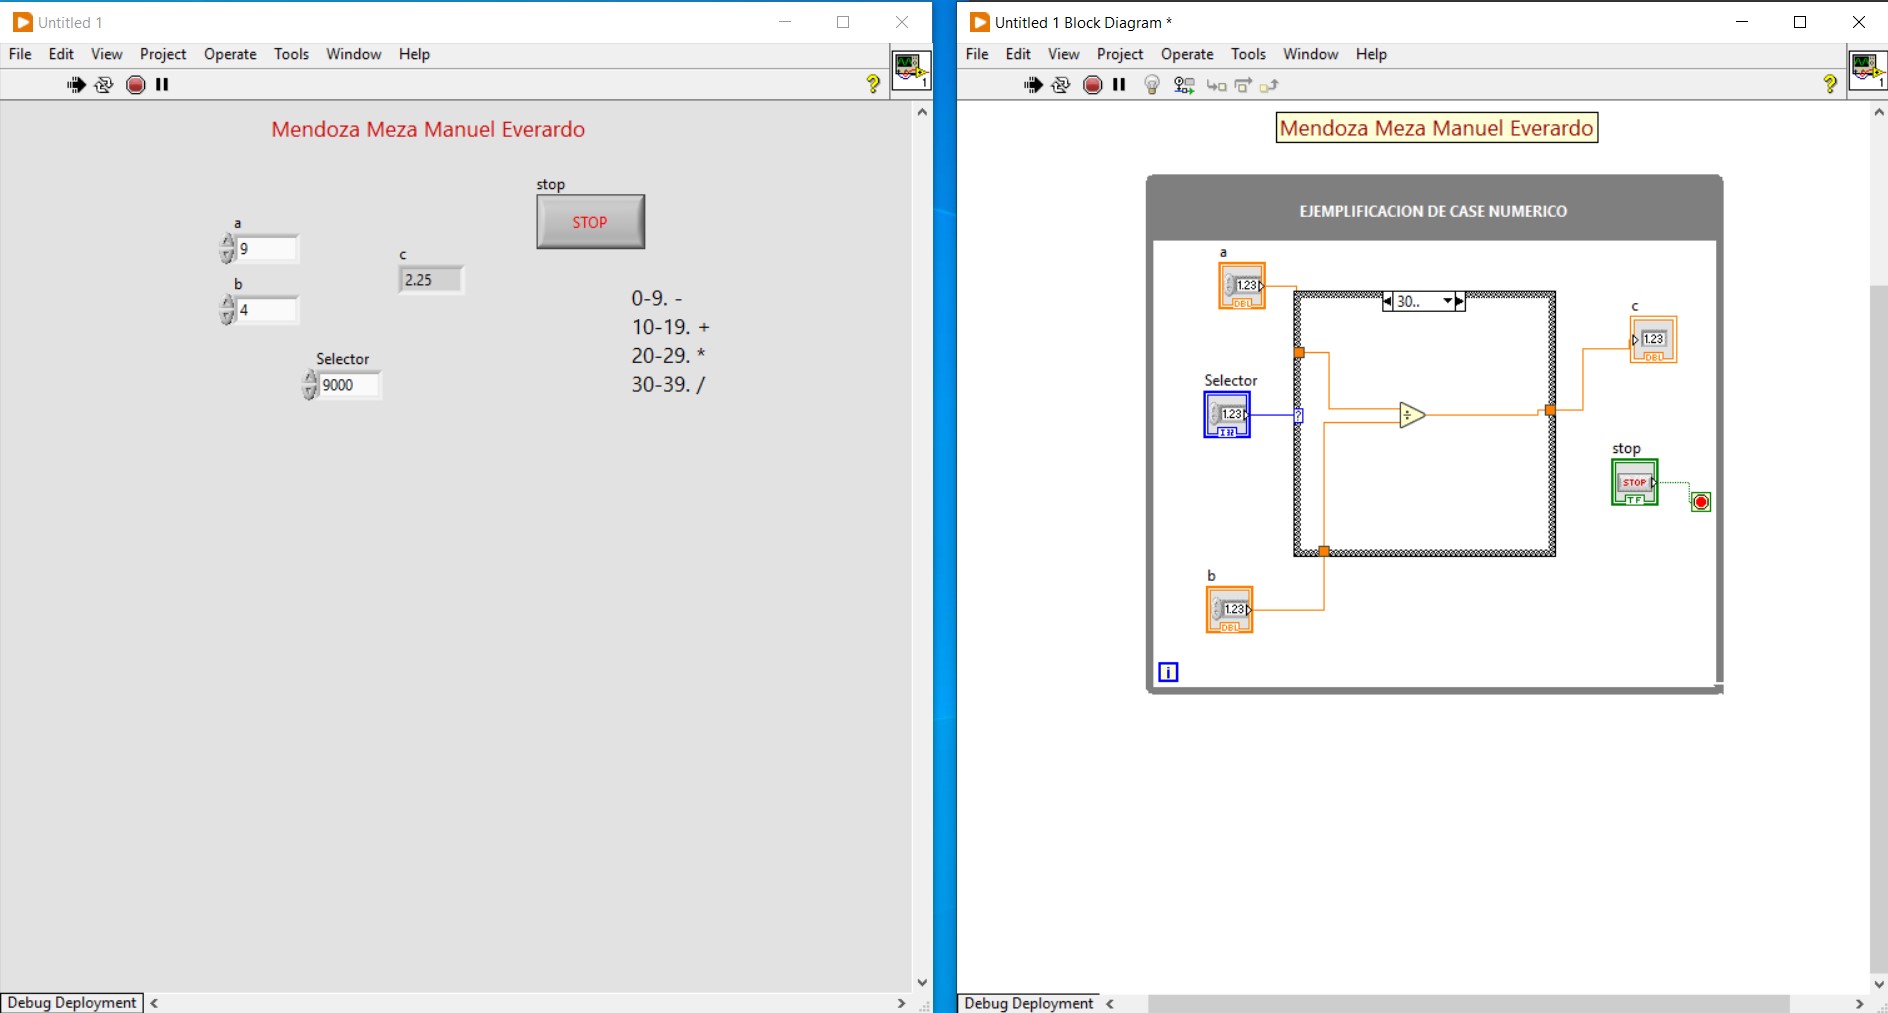 Untitled 1
File Edit View Project Operate Tools Window Help
1
Mendoza Meza Manuel Everardo
stop
STOP
a
9
c
2.25
b
4
0-9. -
10-19. +
20-29. *
30-39. /
Selector
9000
Debug Deployment
Untitled 1 Block Diagram *
File Edit View Project Operate Tools Window Help
1
Mendoza Meza Manuel Everardo
EJEMPLIFICACION DE CASE NUMERICO
a
1.23
DBL
30..
c
1.23
DBL
Selector
1.23
I32
?
÷
stop
STOP
TF
b
1.23
DBL
i
Debug Deployment